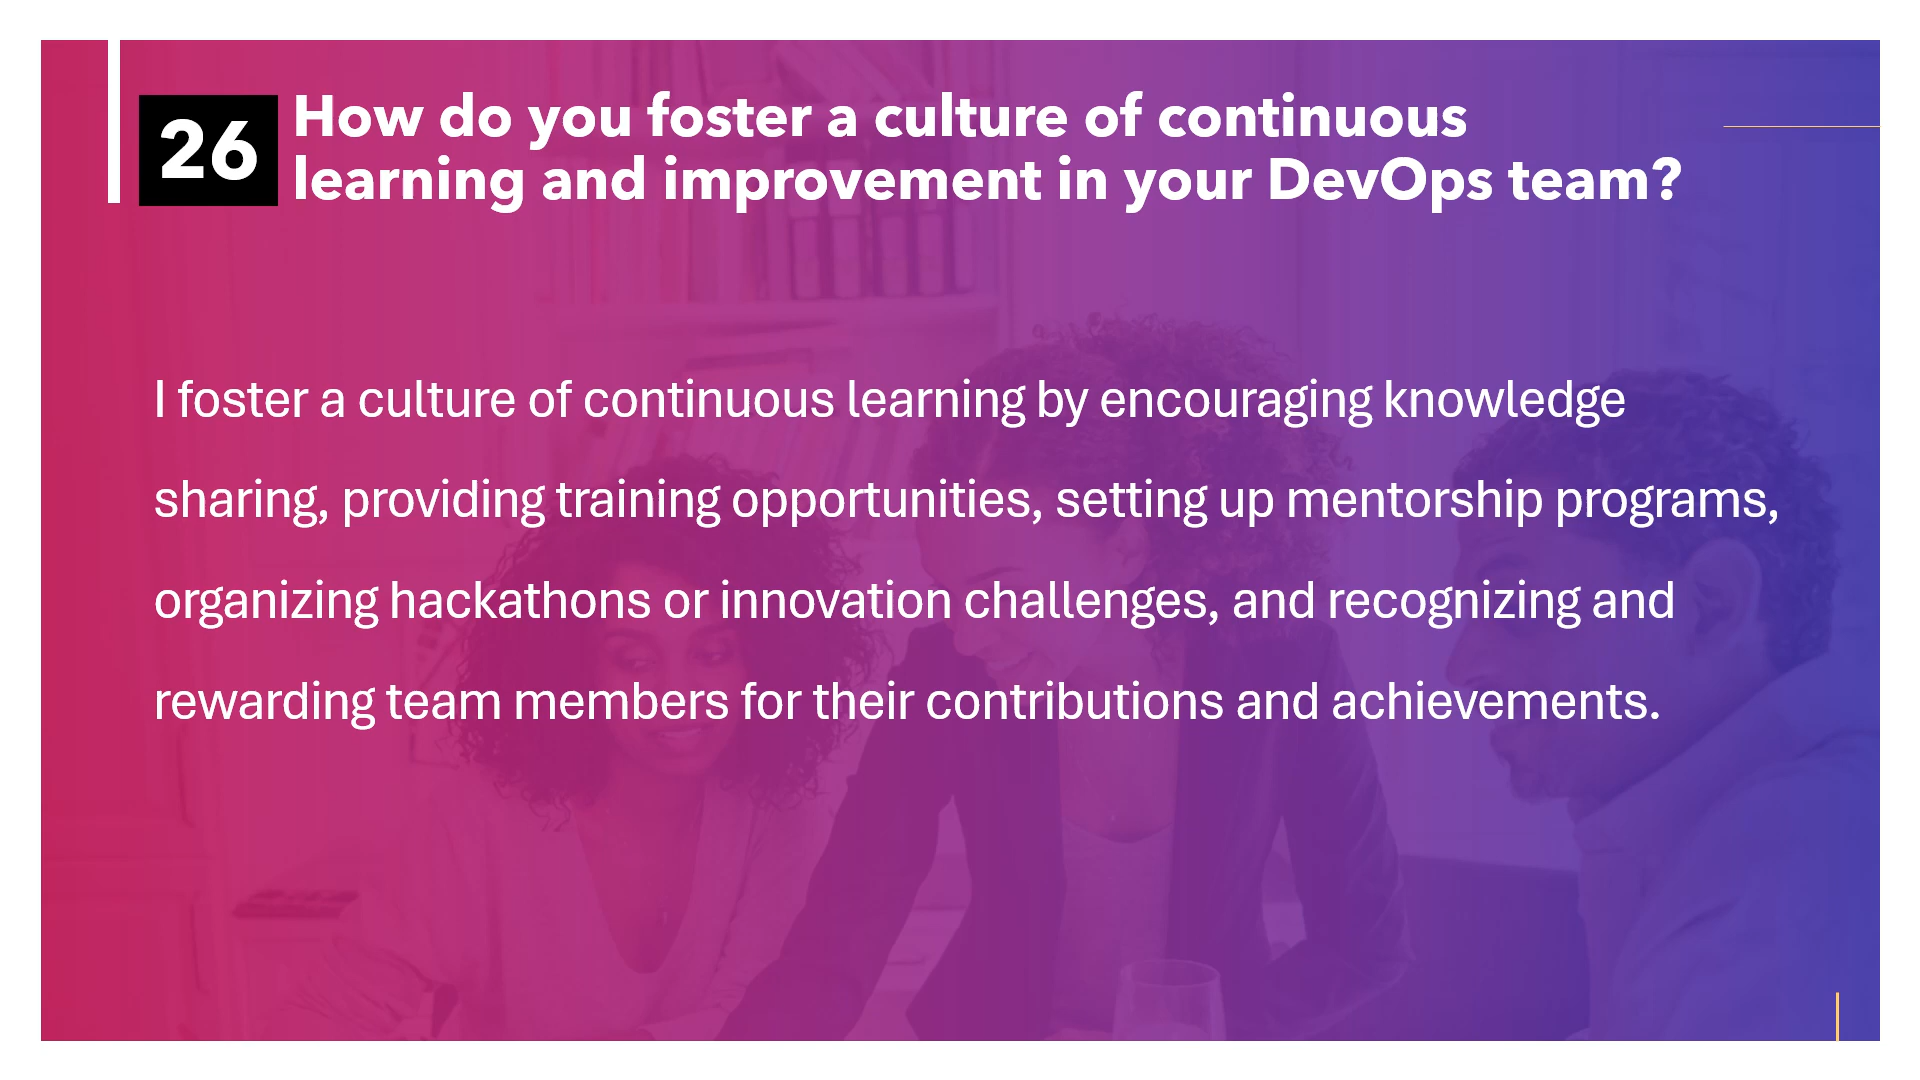 26
How do you foster a culture of continuous
learning and improvement in your DevOps team?
I foster a culture of continuous learning by encouraging knowledge
sharing, providing training opportunities, setting up mentorship programs,
organizing hackathons or innovation challenges, and recognizing and
rewarding team members for their contributions and achievements.